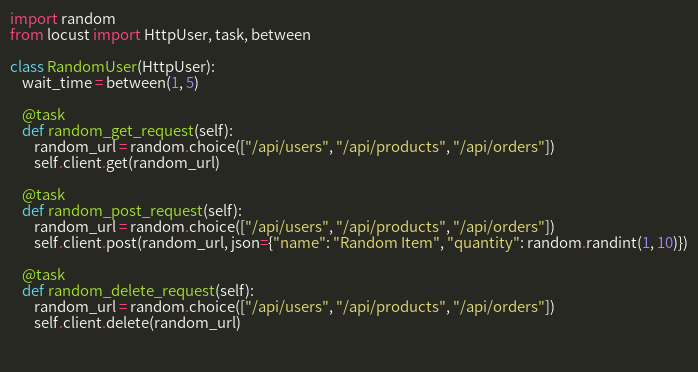 import random
from locust import HttpUser, task, between

class RandomUser(HttpUser):
    wait_time = between(1, 5)

    @task
    def random_get_request(self):
        random_url = random.choice(["/api/users", "/api/products", "/api/orders"])
        self.client.get(random_url)

    @task
    def random_post_request(self):
        random_url = random.choice(["/api/users", "/api/products", "/api/orders"])
        self.client.post(random_url, json={"name": "Random Item", "quantity": random.randint(1, 10)})

    @task
    def random_delete_request(self):
        random_url = random.choice(["/api/users", "/api/products", "/api/orders"])
        self.client.delete(random_url)